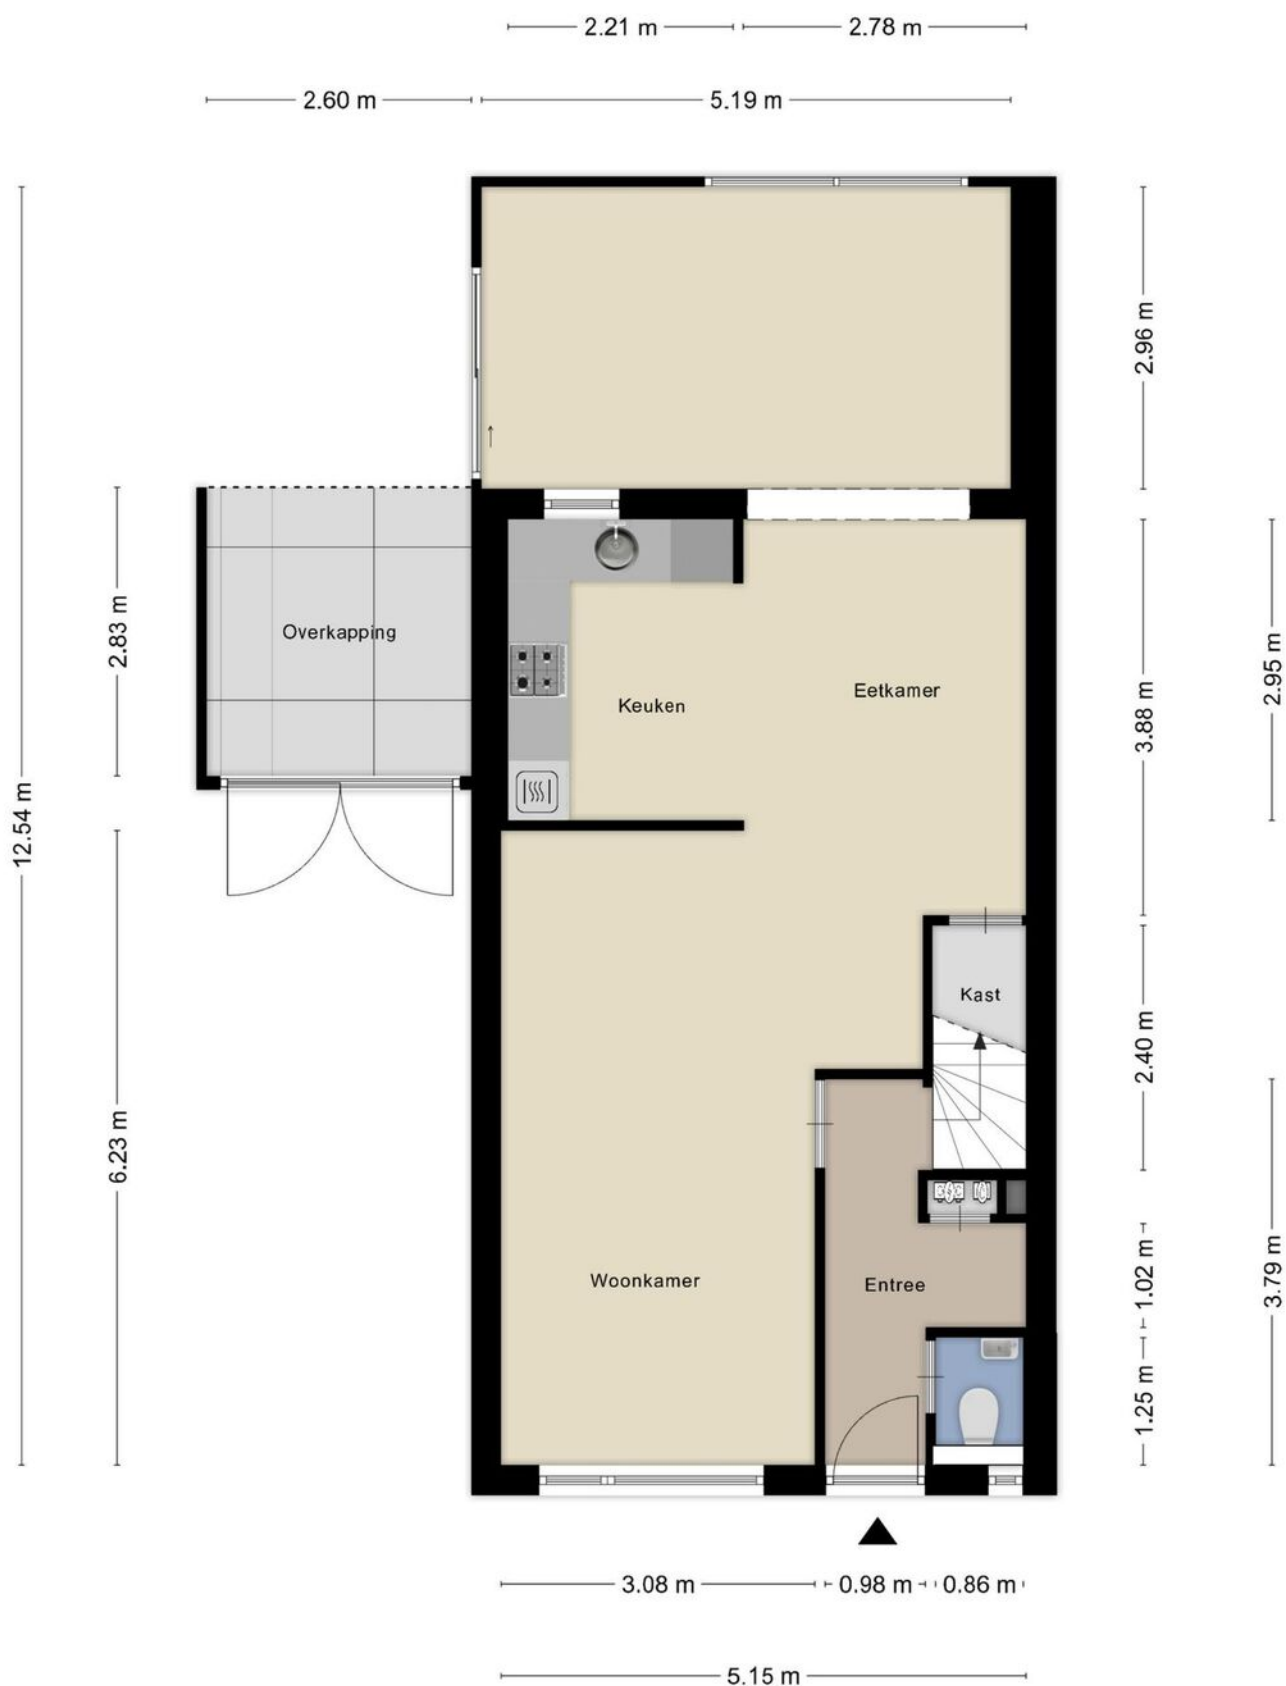 2.21 m
2.78 m
2.60 m
5.19 m
2.96 m
12.54 m
2.83 m
Overkapping
Keuken
Eetkamer
3.88 m
2.95 m
6.23 m
Kast
2.40 m
Woonkamer
Entree
1.02 m
3.79 m
1.25 m
3.08 m
0.98 m
0.86 m
5.15 m